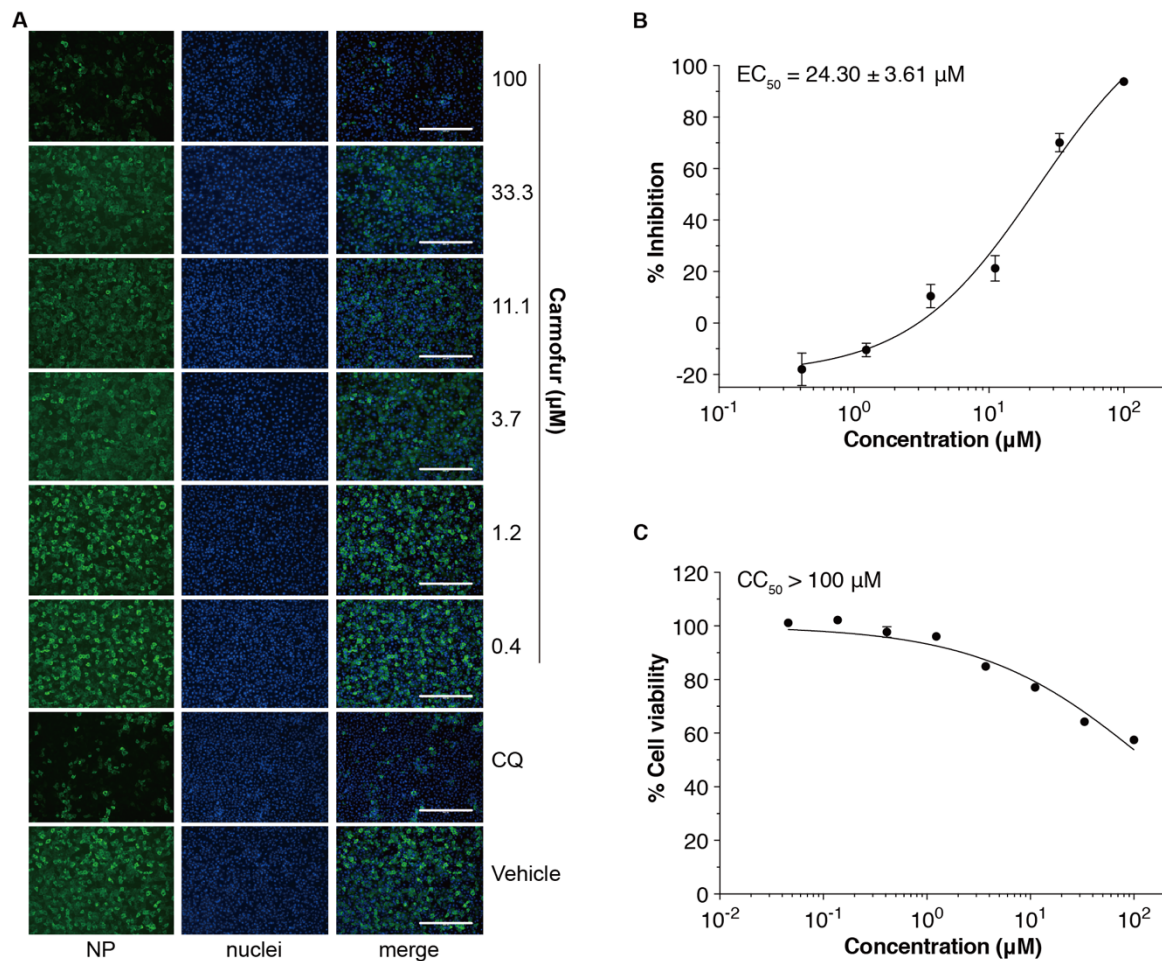 A
100
33.3
11.1
3.7
1.2
0.4
Carmofur (µM)
CQ
Vehicle
NP nuclei merge
B
EC50 = 24.30 ± 3.61 µM
% Inhibition
100
80
60
40
20
0
-20
10-1 100 101 102
Concentration (µM)
C
CC50 > 100 µM
% Cell viability
120
100
80
60
40
20
0
10-2 10-1 100 101 102
Concentration (µM)